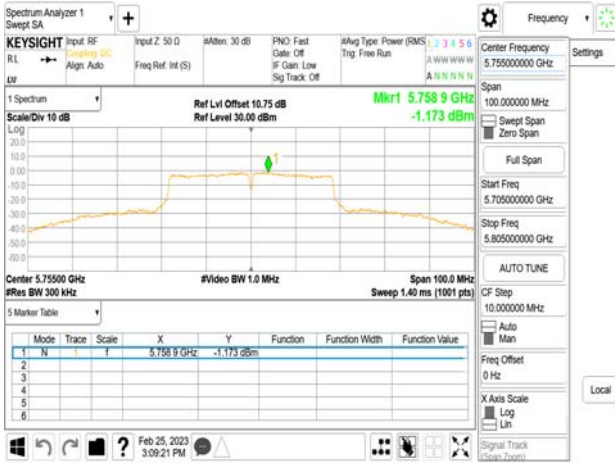 Spectrum Analyzer 1
Swept SA
Frequency
Settings
KEYSIGHT
RL
Input: RF
Coupling: DC
Align: Auto
Input Z: 50 Ω
Freq Ref: Int (S)
#Atten: 30 dB
PNO: Fast
Gate: Off
IF Gain: Low
Sig Track: Off
#Avg Type: Power (RMS
Trig: Free Run
1 2 3 4 5 6
A W W W W W
A N N N N N
1 Spectrum
Scale/Div 10 dB
Ref Lvl Offset 10.75 dB
Ref Level 30.00 dBm
Mkr1 5.758 9 GHz
-1.173 dBm
Log
20.0
10.0
0.00
-10.0
-20.0
-30.0
-40.0
-50.0
-60.0
1
Center 5.75500 GHz
#Res BW 300 kHz
#Video BW 1.0 MHz
Span 100.0 MHz
Sweep 1.40 ms (1001 pts)
5 Marker Table
Mode Trace Scale X Y Function Function Width Function Value
1 N 1 f 5.758 9 GHz -1.173 dBm
2
3
4
5
6
Feb 25, 2023
3:09:21 PM
Center Frequency
5.755000000 GHz
Span
100.000000 MHz
Swept Span
Zero Span
Full Span
Start Freq
5.705000000 GHz
Stop Freq
5.805000000 GHz
AUTO TUNE
CF Step
10.000000 MHz
Auto
Man
Freq Offset
0 Hz
X Axis Scale
Log
Lin
Signal Track
(Span Zoom)
Local